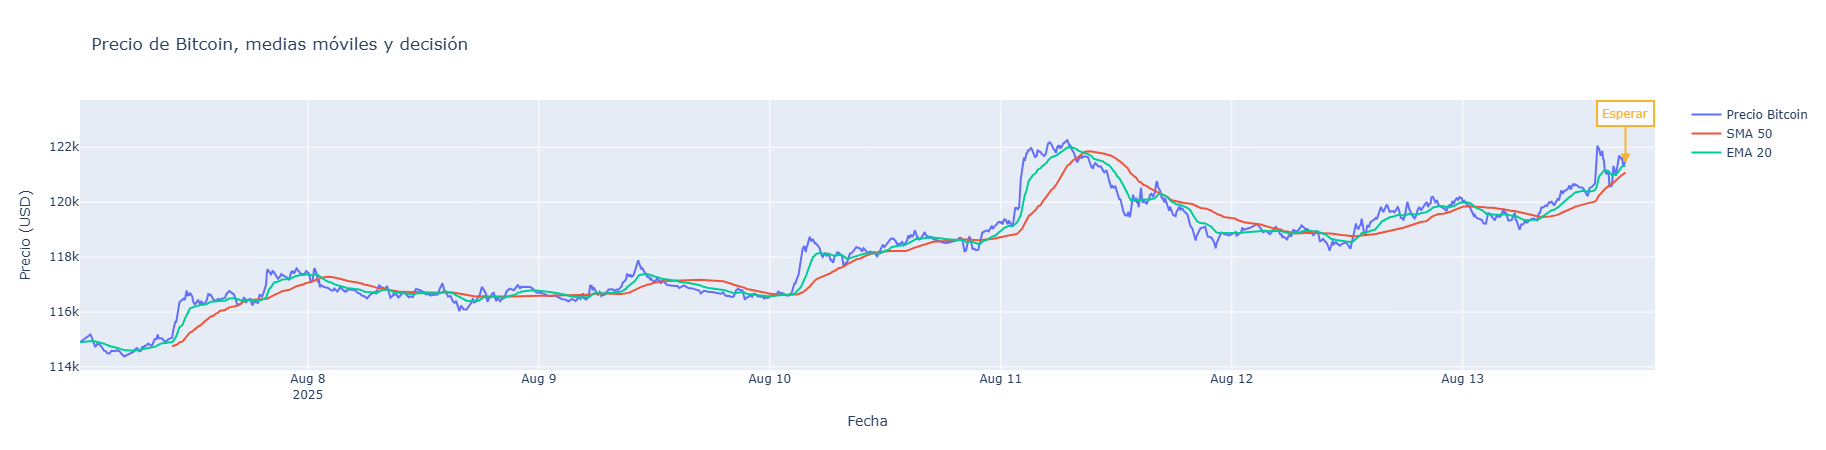 Precio de Bitcoin, medias móviles y decisión
Esperar
Precio Bitcoin
SMA 50
EMA 20
Precio (USD)
122k
120k
118k
116k
114k
Aug 8
2025
Aug 9
Aug 10
Aug 11
Aug 12
Aug 13
Fecha